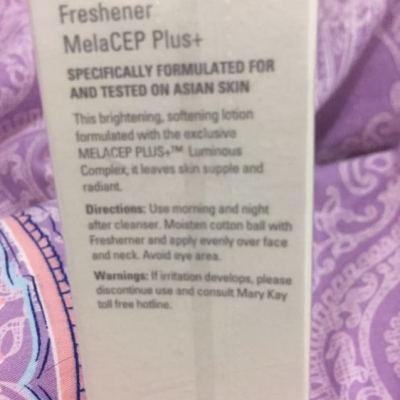 Freshener
MelaCEP Plus+
SPECIFICALLY FORMULATED FOR
AND TESTED ON ASIAN SKIN
This brightening, softening lotion
formulated with the exclusive
MELACEP PLUS+™ Luminous
Complex, it leaves skin supple and
radiant.
Directions: Use morning and night
after cleanser. Moisten cotton ball with
Fresherner and apply evenly over face
and neck. Avoid eye area.
Warnings: If irritation develops, please
discontinue use and consult Mary Kay
toll free hotline.